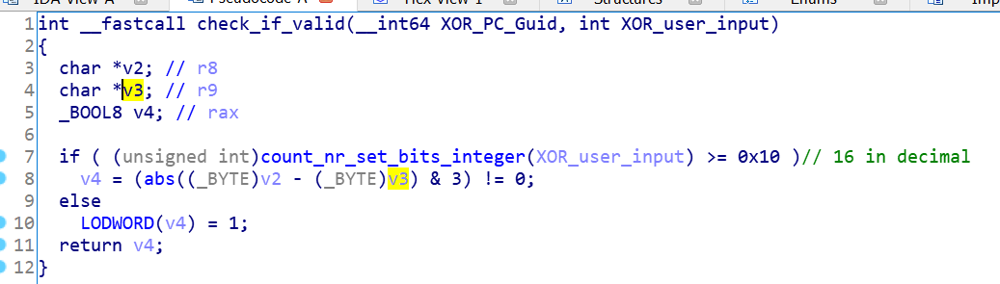 IDA View-A Pseudocode-A Hex View-1 Structures Enums
1 int __fastcall check_if_valid(__int64 XOR_PC_Guid, int XOR_user_input)
2 {
3 char *v2; // r8
4 char *v3; // r9
5 _BOOL8 v4; // rax
6
7 if ( (unsigned int)count_nr_set_bits_integer(XOR_user_input) >= 0x10 )// 16 in decimal
8 v4 = (abs((_BYTE)v2 - (_BYTE)v3) & 3) != 0;
9 else
10 LODWORD(v4) = 1;
11 return v4;
12 }